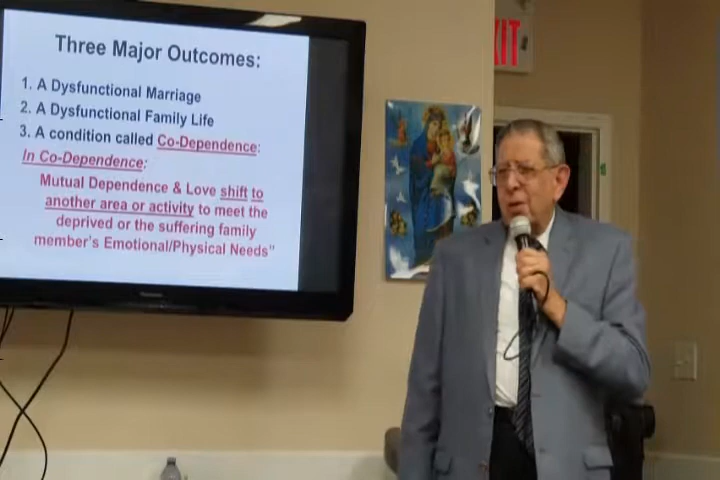 Three Major Outcomes:
1. A Dysfunctional Marriage
2. A Dysfunctional Family Life
3. A condition called Co-Dependence:
In Co-Dependence:
Mutual Dependence & Love shift to
another area or activity to meet the
deprived or the suffering family
member's Emotional/Physical Needs"
Panasonic
EXIT